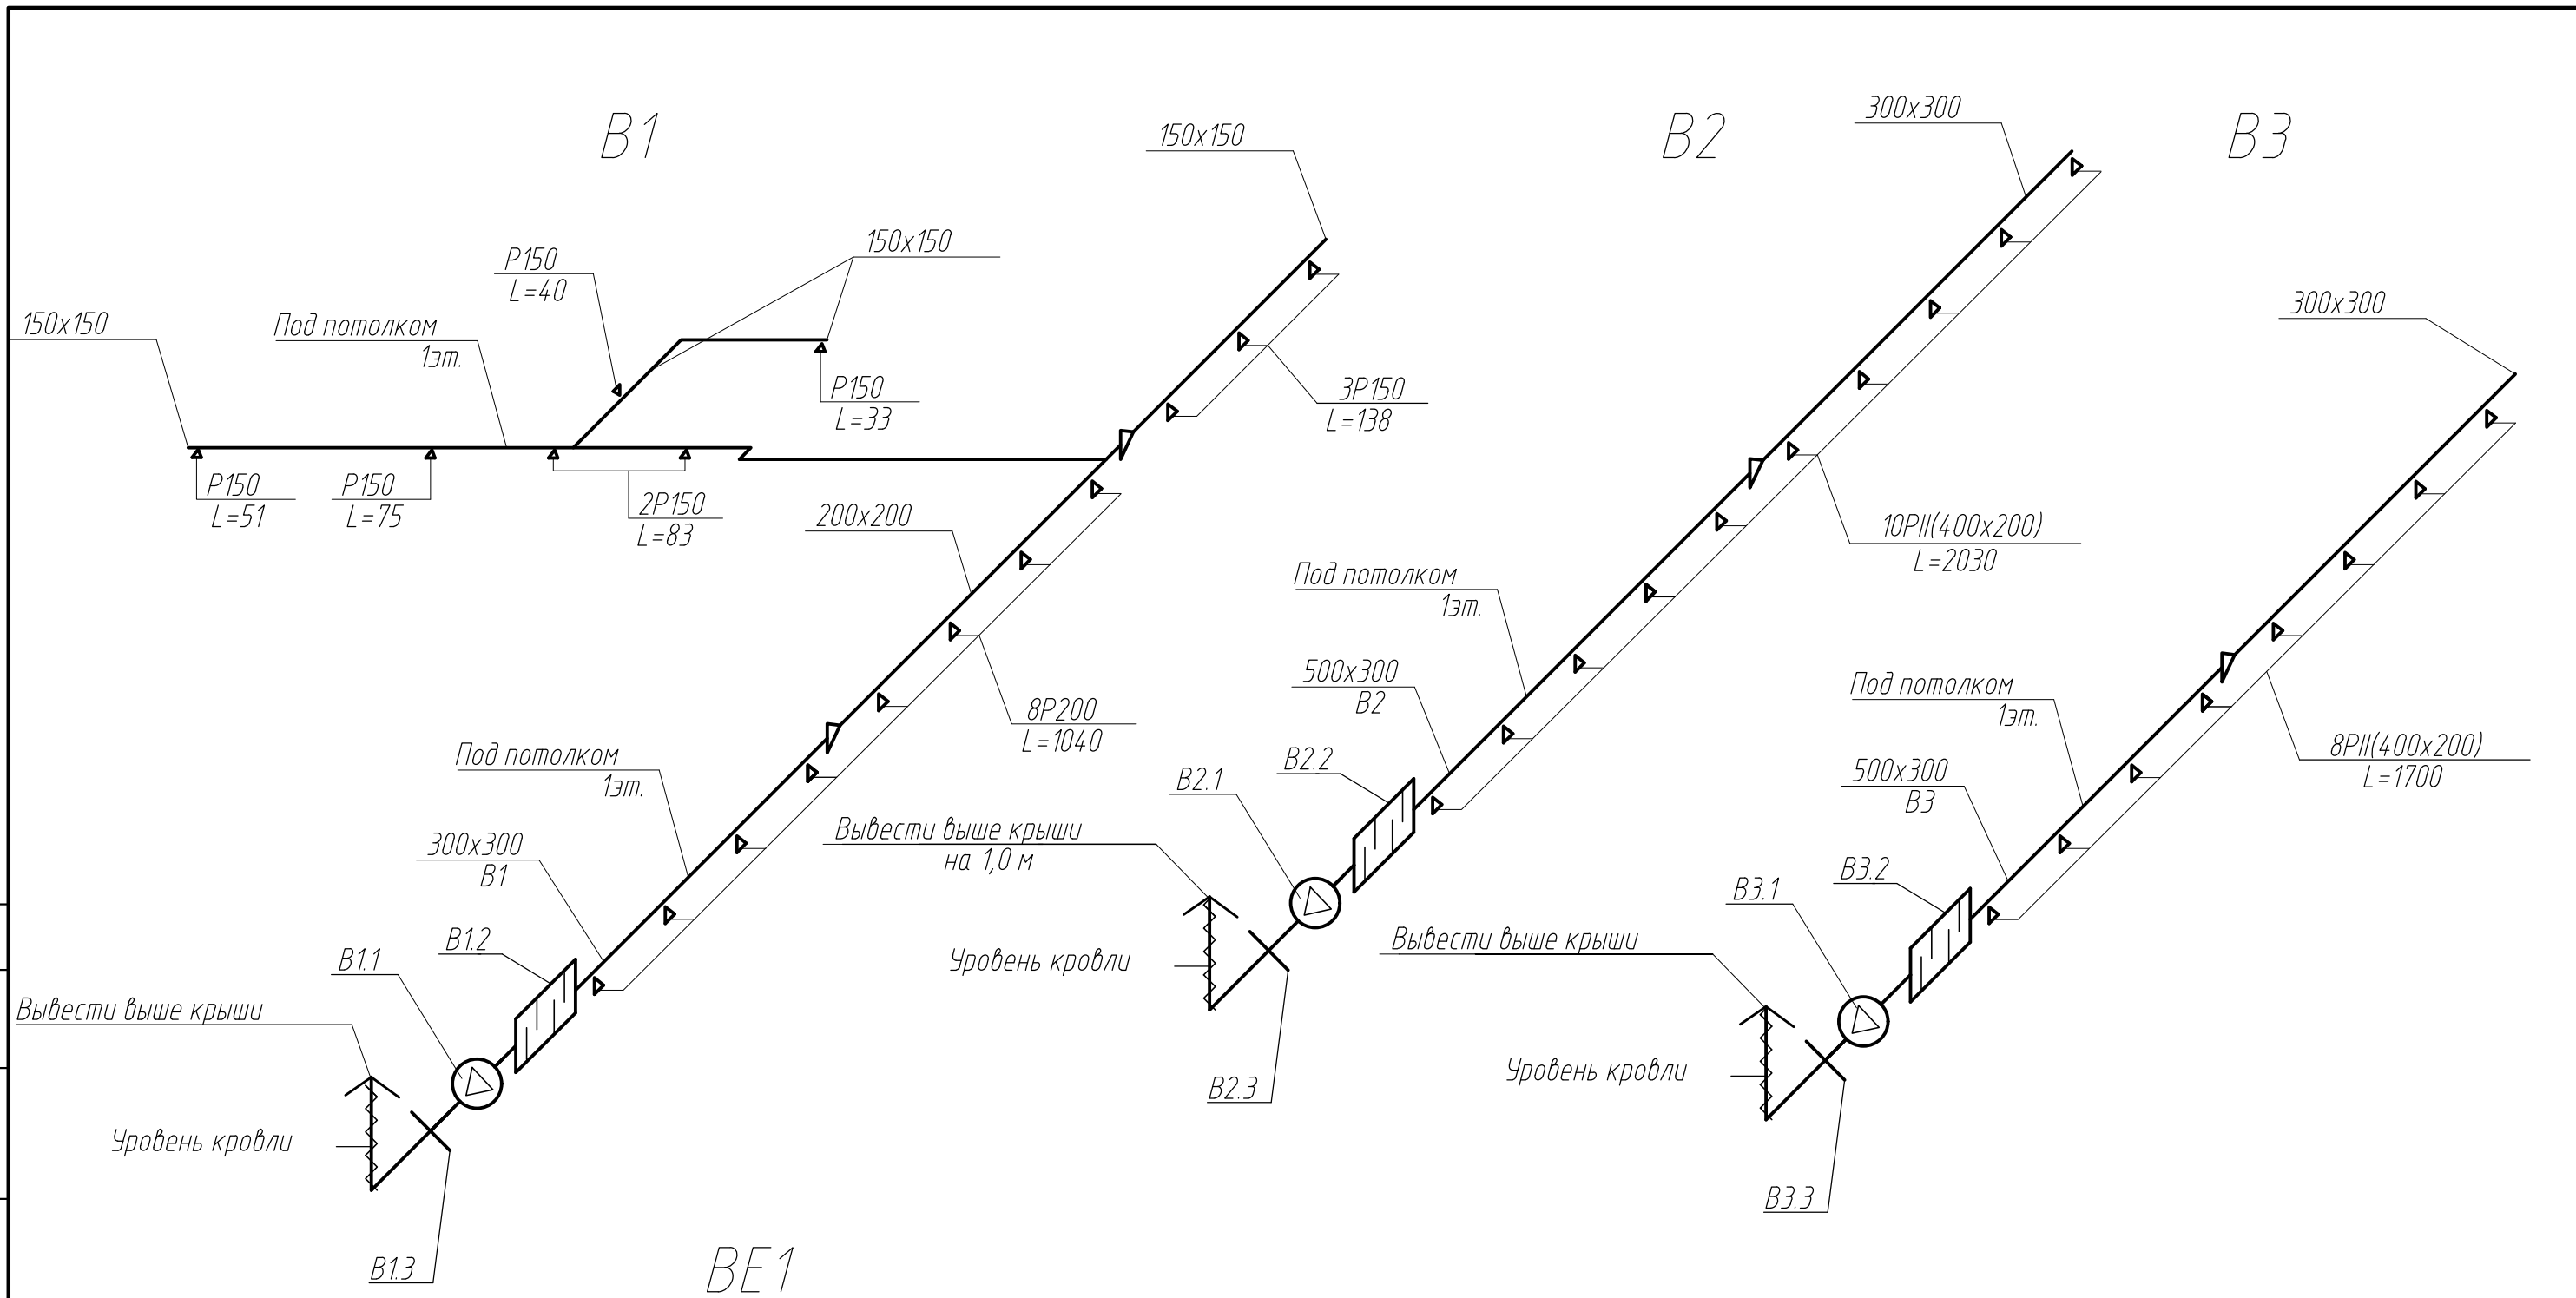 В1
В2
В3
300х300
150х150
150х150
Р150
L=40
300х300
150х150
Под потолком
1эт.
Р150
L=33
3Р150
L=138
Р150
L=51
Р150
L=75
2Р150
L=83
200х200
10РП(400х200)
L=2030
Под потолком
1эт.
500х300
В2
Под потолком
1эт.
8Р200
L=1040
8РП(400х200)
L=1700
Под потолком
1эт.
В2.2
В2.1
500х300
В3
Вывести выше крыши
на 1,0 м
300х300
В1
В3.2
В3.1
В1.2
В1.1
Уровень кровли
Вывести выше крыши
Вывести выше крыши
Уровень кровли
В2.3
Уровень кровли
В3.3
В1.3
ВЕ1